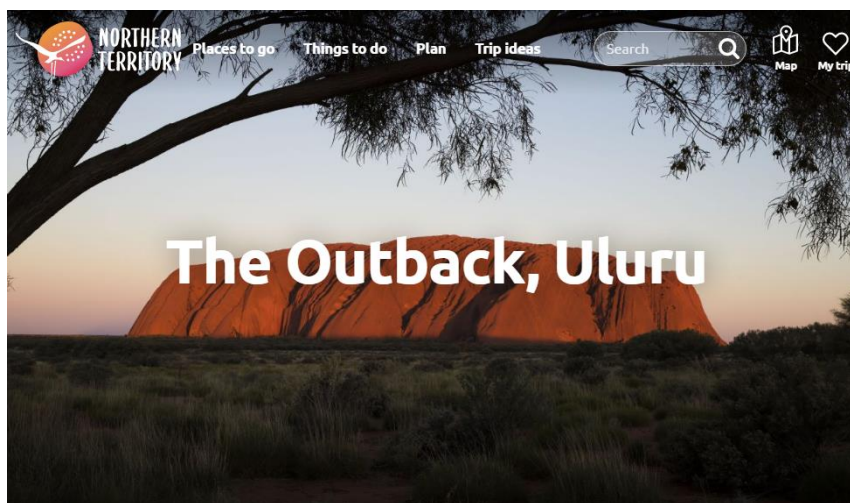 NORTHERN
TERRITORY
Places to go
Things to do
Plan
Trip ideas
Search
Map
My trip
The Outback, Uluru